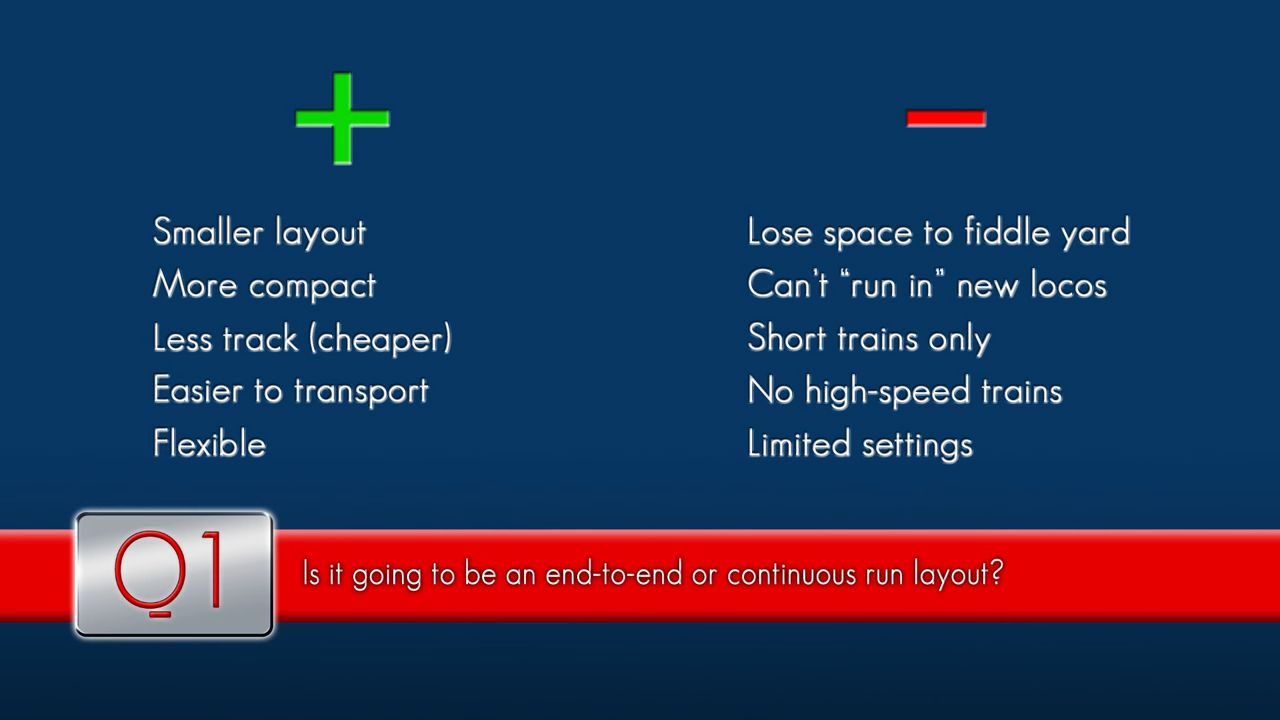 Smaller layout
More compact
Less track (cheaper)
Easier to transport
Flexible
Lose space to fiddle yard
Can't “run in” new locos
Short trains only
No high-speed trains
Limited settings
Q1
Is it going to be an end-to-end or continuous run layout?